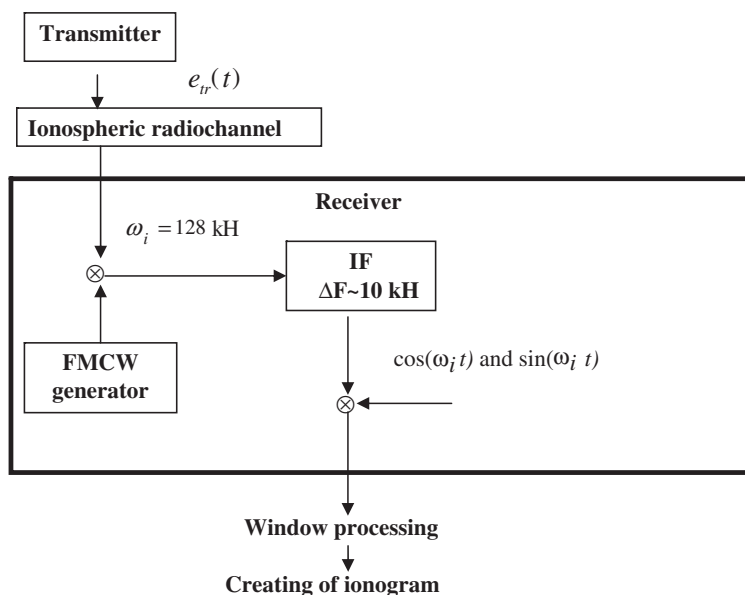 Transmitter
e_tr(t)
Ionospheric radiochannel
Receiver
ω_i = 128 kH
⊗
IF
ΔF~10 kH
FMCW
generator
cos(ω_i t) and sin(ω_i t)
⊗
Window processing
Creating of ionogram